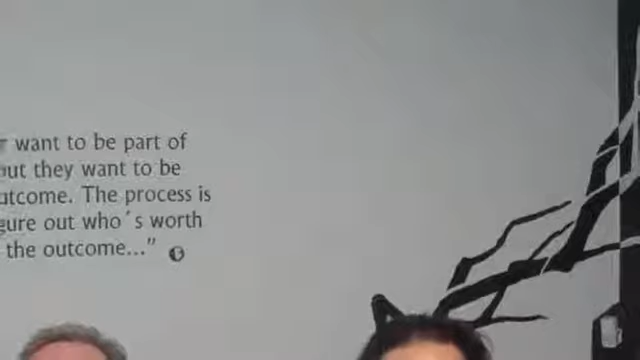 want to be part of
but they want to be
utcome. The process is
gure out who´s worth
the outcome..."